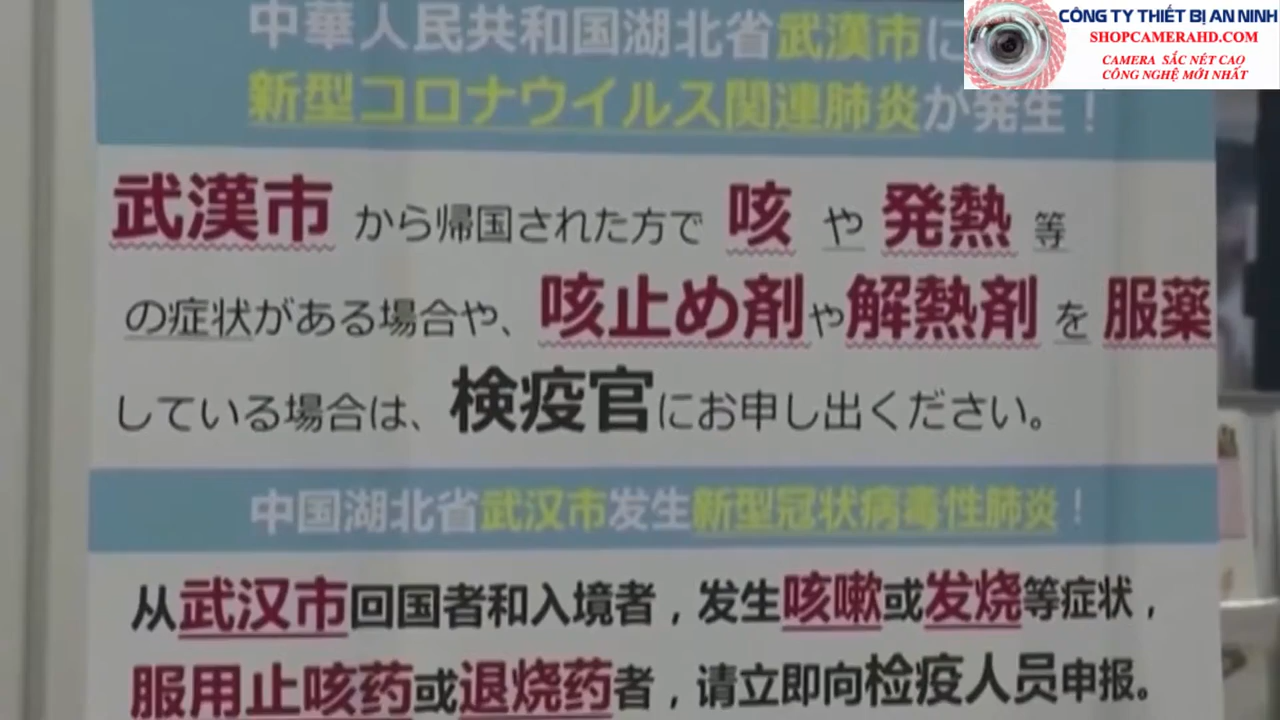 中華人民共和国湖北省武漢市に
新型コロナウイルス関連肺炎が発生！
CÔNG TY THIẾT BỊ AN NINH
SHOPCAMERAHD.COM
CAMERA SẮC NÉT CAO
CÔNG NGHỆ MỚI NHẤT
武漢市 から帰国された方で 咳 や 発熱 等
の症状がある場合や、咳止め剤や解熱剤 を 服薬
している場合は、検疫官にお申し出ください。
中国湖北省武汉市发生新型冠状病毒性肺炎！
从武汉市回国者和入境者，发生咳嗽或发烧等症状，
服用止咳药或退烧药者，请立即向检疫人员申报。